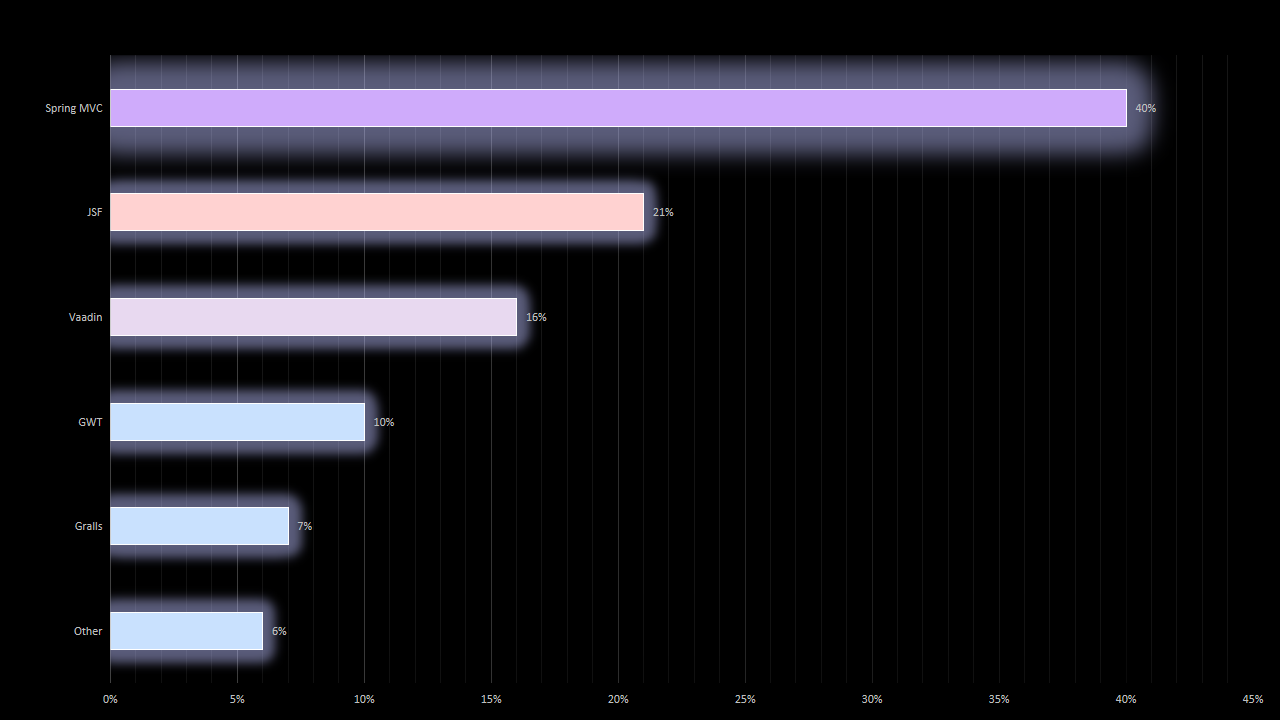 Spring MVC 40%
JSF 21%
Vaadin 16%
GWT 10%
Gralls 7%
Other 6%
0% 5% 10% 15% 20% 25% 30% 35% 40% 45%